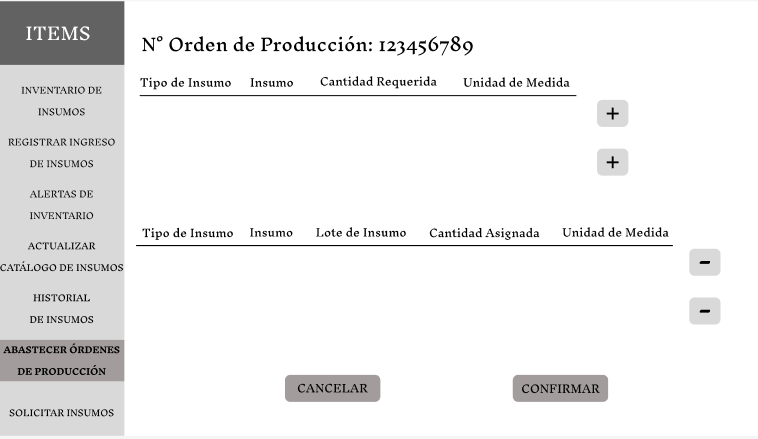 ITEMS
INVENTARIO DE
INSUMOS
REGISTRAR INGRESO
DE INSUMOS
ALERTAS DE
INVENTARIO
ACTUALIZAR
CATÁLOGO DE INSUMOS
HISTORIAL
DE INSUMOS
ABASTECER ÓRDENES
DE PRODUCCIÓN
SOLICITAR INSUMOS
N° Orden de Producción: 123456789
Tipo de Insumo Insumo Cantidad Requerida Unidad de Medida
+
+
Tipo de Insumo Insumo Lote de Insumo Cantidad Asignada Unidad de Medida
-
-
CANCELAR CONFIRMAR